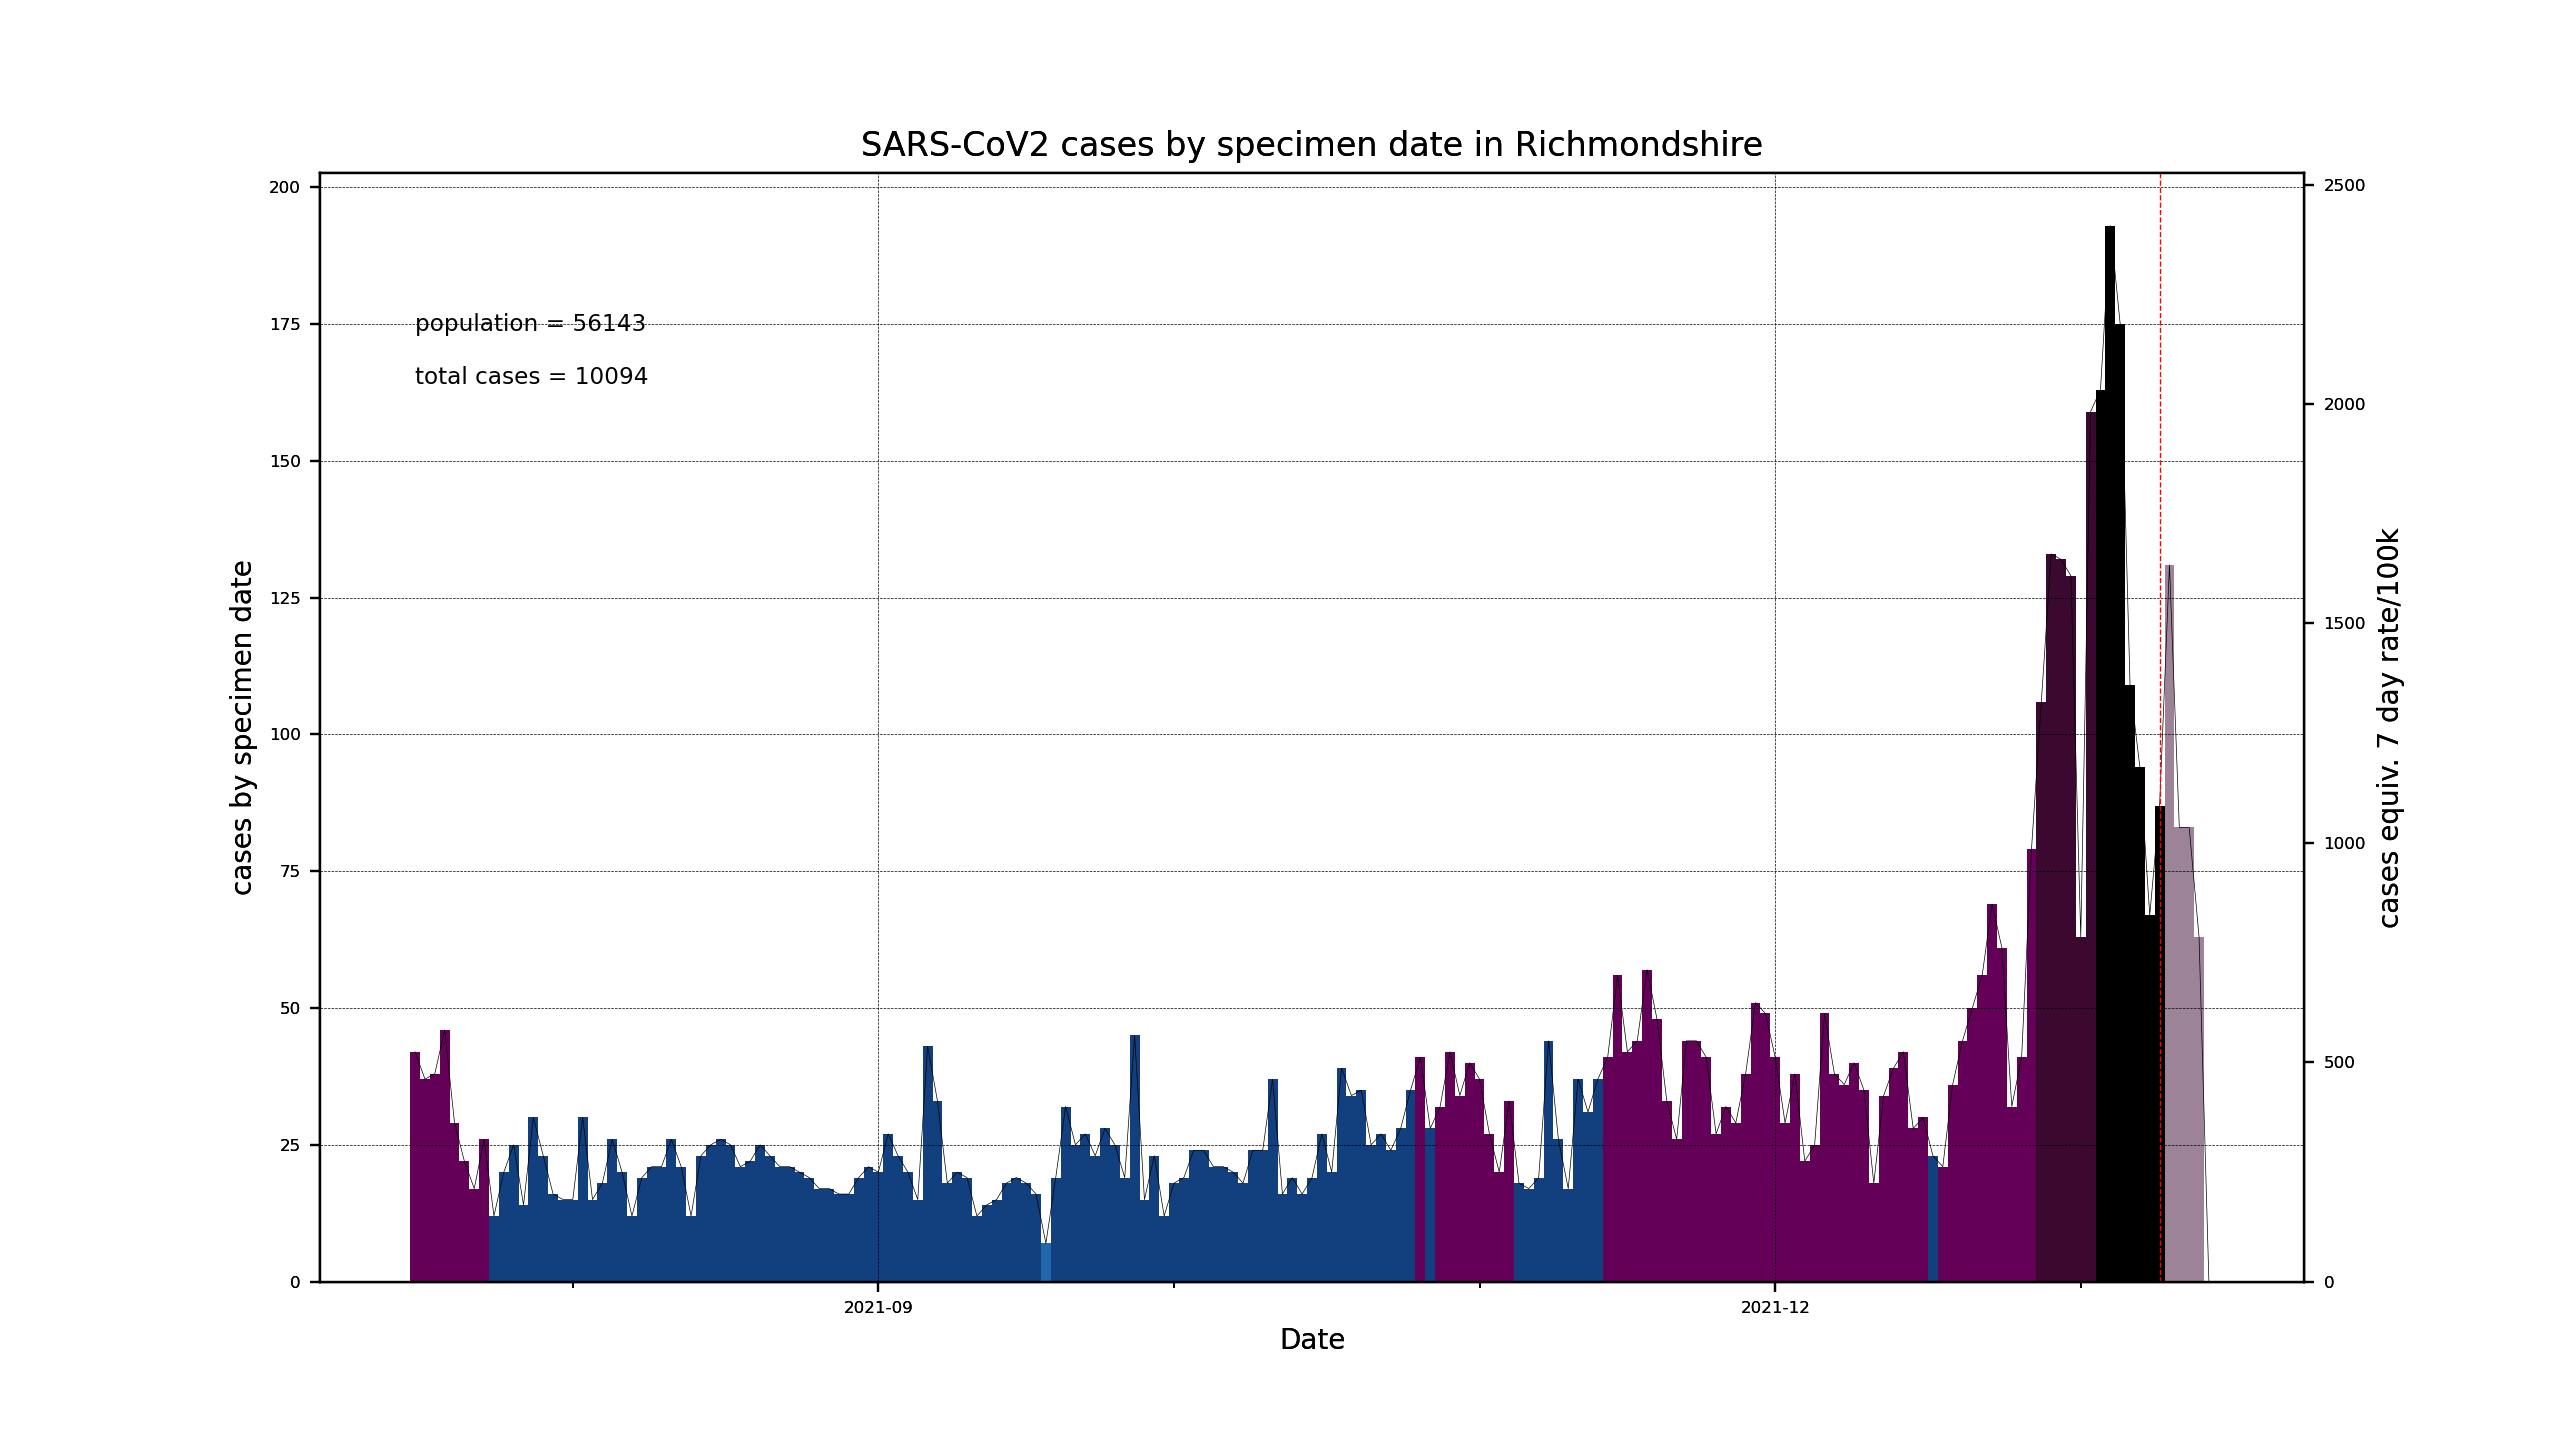 SARS-CoV2 cases by specimen date in Richmondshire
population = 56143
total cases = 10094
cases by specimen date
200
175
150
125
100
75
50
25
0
2500
2000
1500
1000
500
0
cases equiv. 7 day rate/100k
2021-09
2021-12
Date